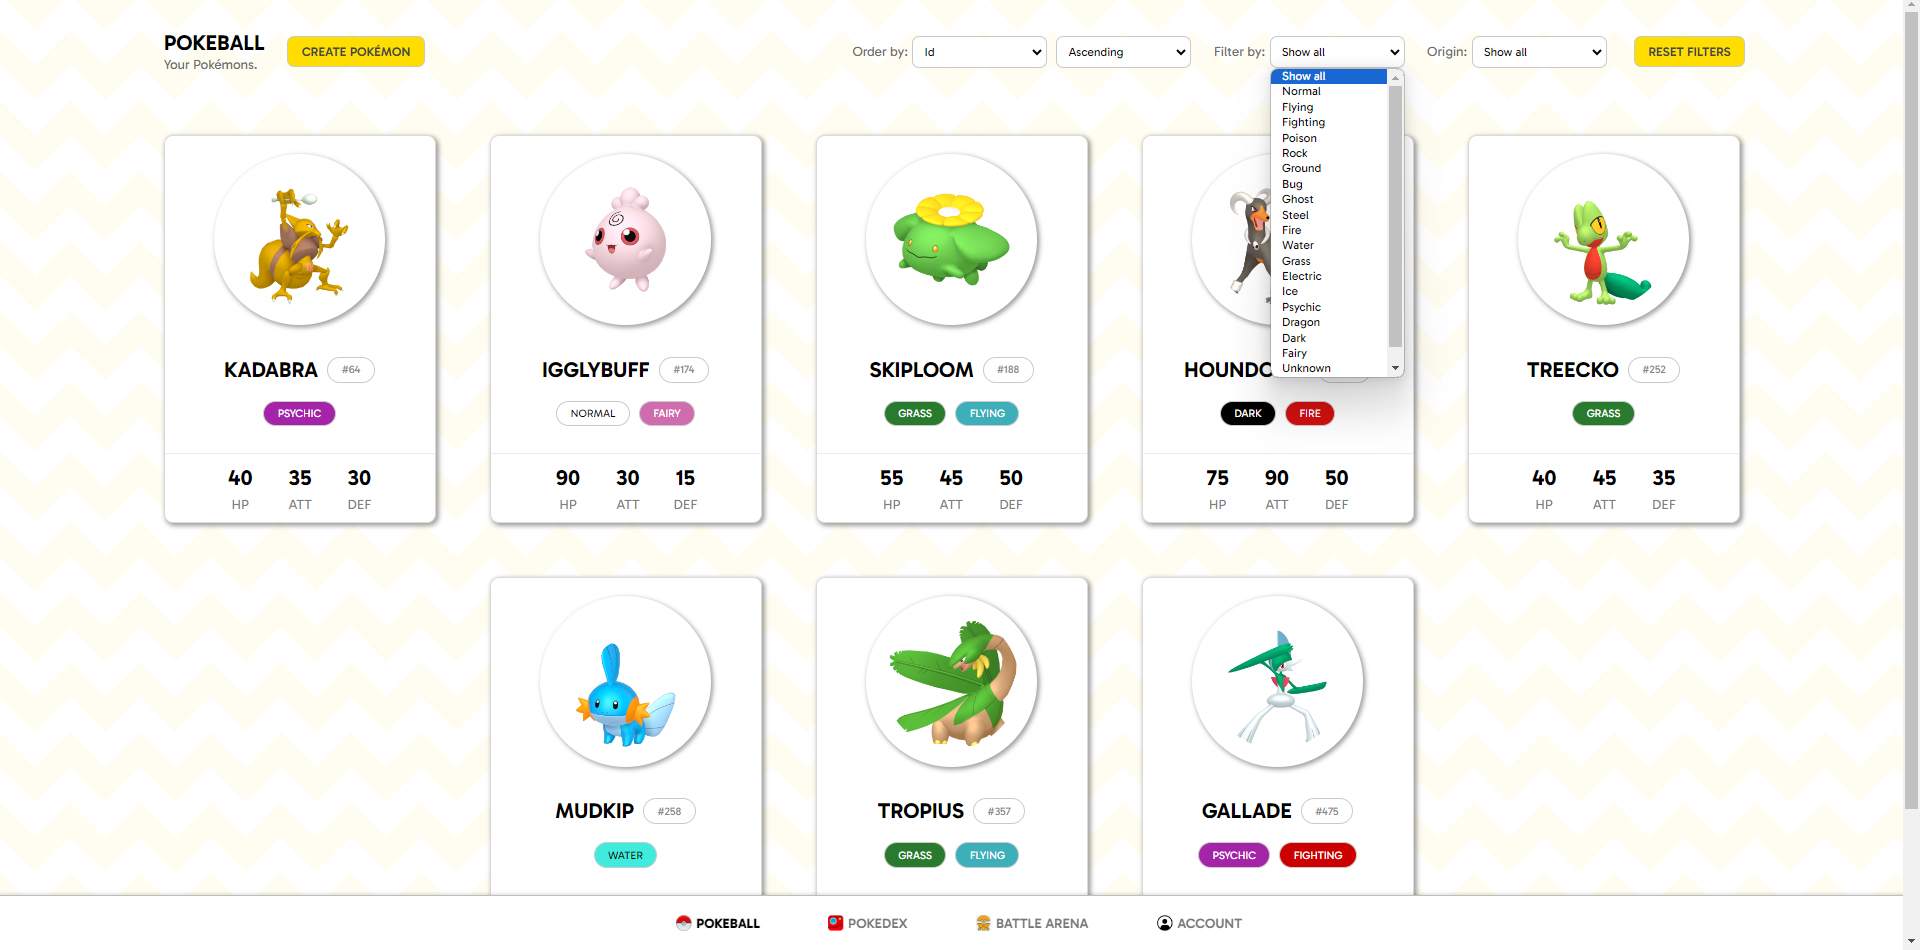 POKEBALL
Your Pokémons.
CREATE POKÉMON
Order by: Id
Ascending
Filter by: Show all
Origin: Show all
RESET FILTERS
Show all
Normal
Flying
Fighting
Poison
Rock
Ground
Bug
Ghost
Steel
Fire
Water
Grass
Electric
Ice
Psychic
Dragon
Dark
Fairy
Unknown
KADABRA #64
PSYCHIC
40 35 30
HP ATT DEF
IGGLYBUFF #174
NORMAL FAIRY
90 30 15
HP ATT DEF
SKIPLOOM #188
GRASS FLYING
55 45 50
HP ATT DEF
HOUNDO
DARK FIRE
75 90 50
HP ATT DEF
TREECKO #252
GRASS
40 45 35
HP ATT DEF
MUDKIP #258
WATER
TROPIUS #357
GRASS FLYING
GALLADE #475
PSYCHIC FIGHTING
POKEBALL
POKEDEX
BATTLE ARENA
ACCOUNT